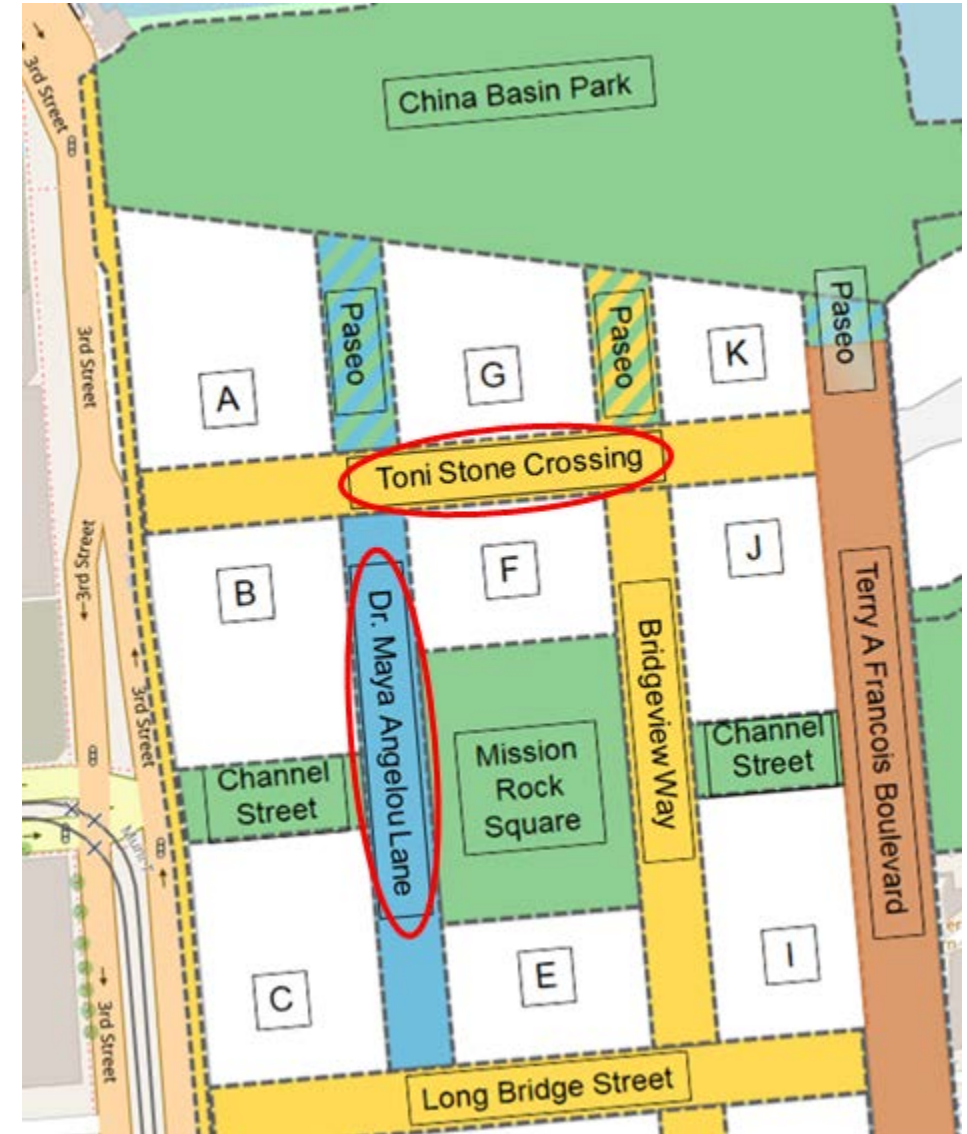 3rd Street
China Basin Park
3rd Street
Paseo
Paseo
Paseo
A
G
K
Toni Stone Crossing
3rd Street
B
F
J
Dr. Maya Angelou Lane
Bridgeview Way
Terry A Francois Boulevard
3rd Street
Channel
Street
Mission
Rock
Square
Channel
Street
C
E
I
3rd Street
Long Bridge Street